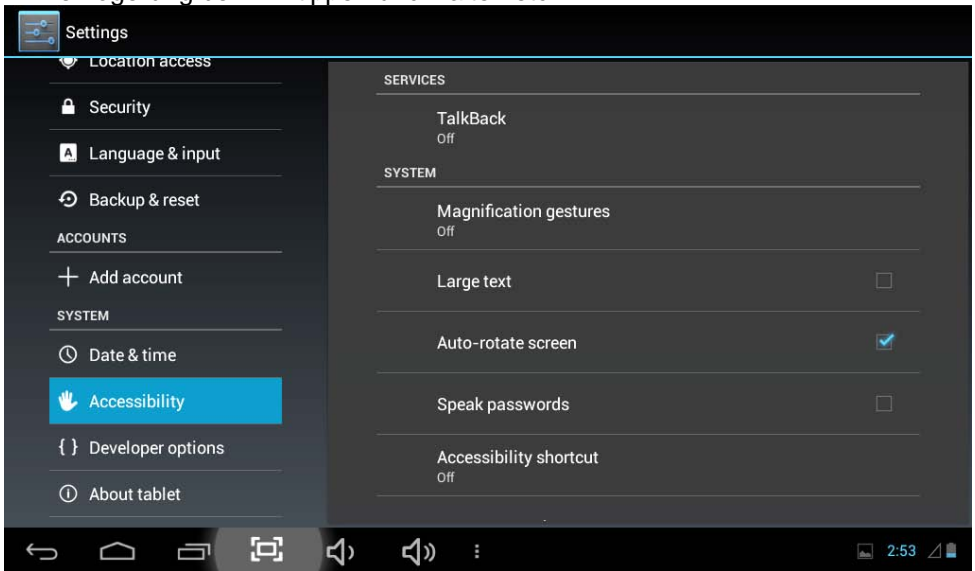 Settings
Location access
Security
Language & input
Backup & reset
ACCOUNTS
Add account
SYSTEM
Date & time
Accessibility
{ } Developer options
About tablet
SERVICES
TalkBack
Off
SYSTEM
Magnification gestures
Off
Large text
Auto-rotate screen
Speak passwords
Accessibility shortcut
Off
2:53